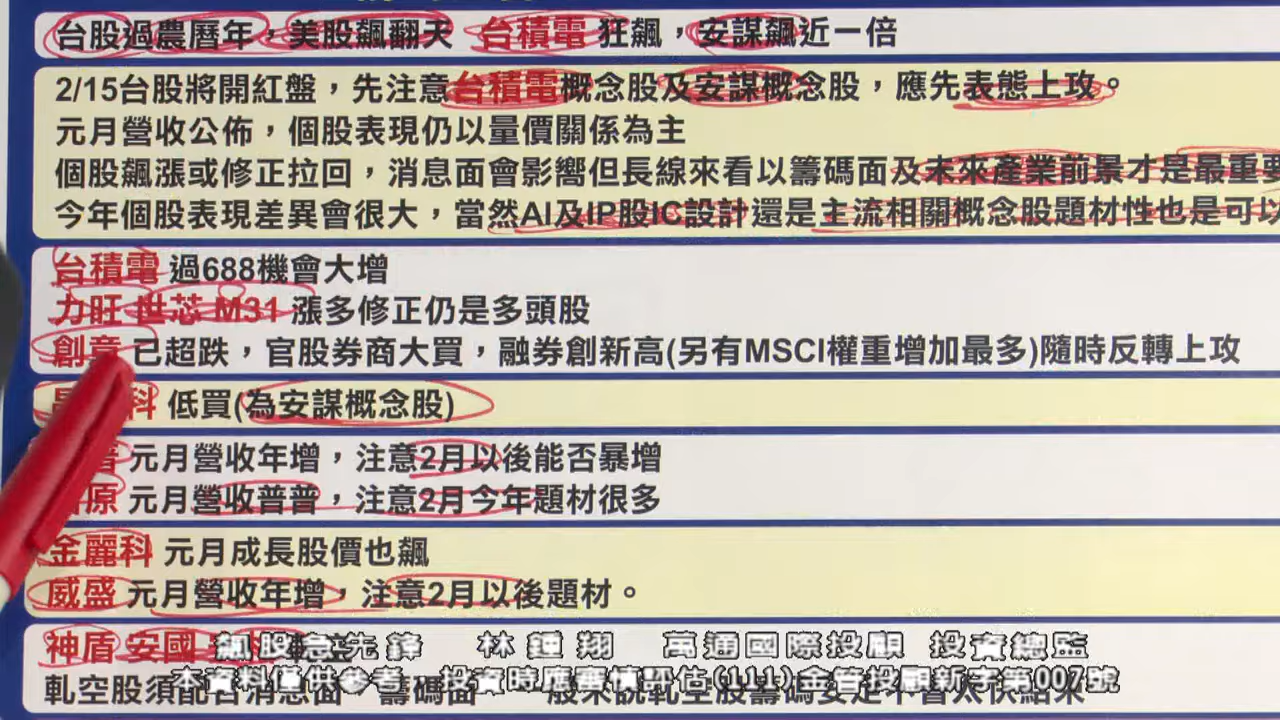 台股過農曆年，美股飆翻天 台積電 狂飆，安謀飆近一倍
2/15台股將開紅盤，先注意台積電概念股及安謀概念股，應先表態上攻。
元月營收公佈，個股表現仍以量價關係為主
個股飆漲或修正拉回，消息面會影響但長線來看以籌碼面及未來產業前景才是最重要
今年個股表現差異會很大，當然AI及IP股IC設計還是主流相關概念股題材性也是可以
台積電 過688機會大增
力旺 世芯 M31 漲多修正仍是多頭股
創意 已超跌，官股券商大買，融券創新高(另有MSCI權重增加最多)隨時反轉上攻
科 低買(為安謀概念股)
元月營收年增，注意2月以後能否暴增
原 元月營收普普，注意2月今年題材很多
金麗科 元月成長股價也飆
威盛 元月營收年增，注意2月以後題材。
神盾 安國
飆股急先鋒 林鍾翔 萬通國際投顧 投資總監
軋空股須配合消息面 籌碼面
本資料僅供參考，投資時應審慎評估(111)金管投顧新字第007號